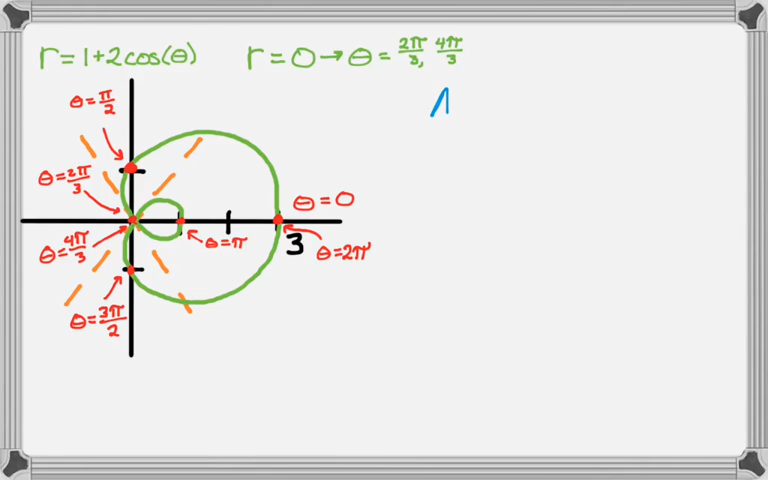 r = 1+2cos(θ)
r = 0 → θ = 2π/3, 4π/3
θ = π/2
θ = 2π/3
θ = 0
θ = 4π/3
θ = π
3
θ = 2π
θ = 3π/2